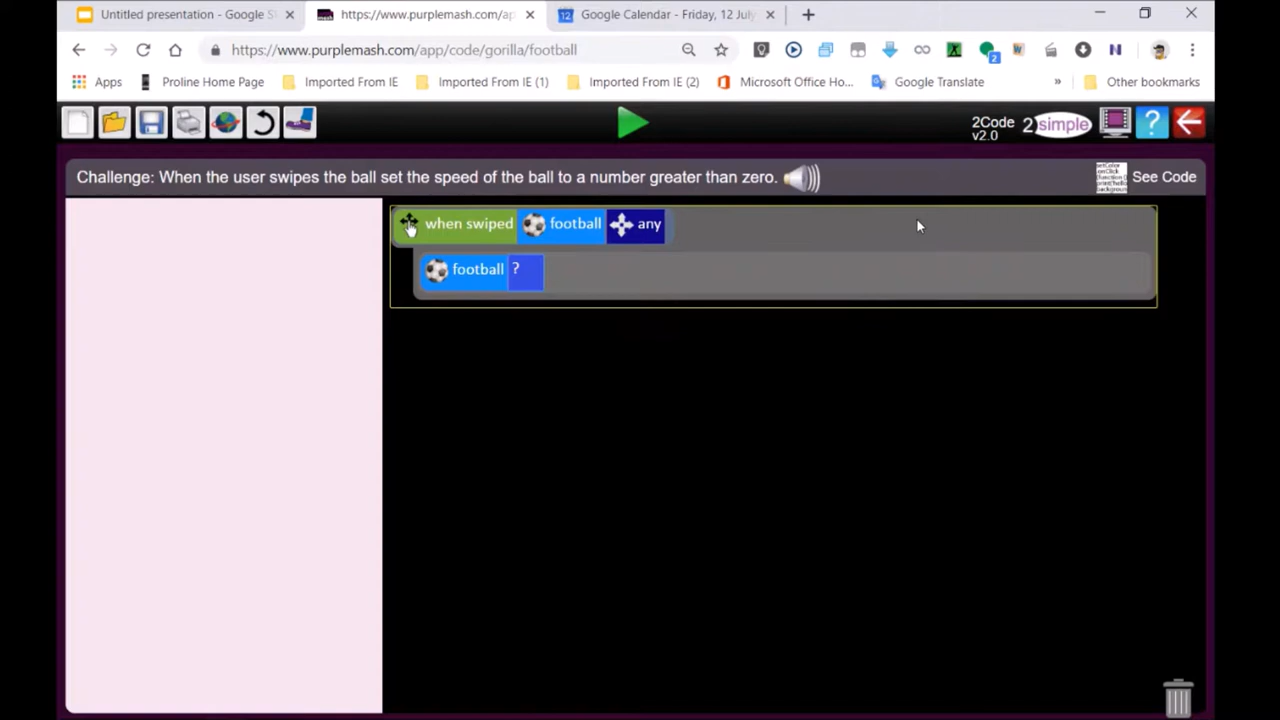 Untitled presentation - Google S
https://www.purplemash.com/ap
Google Calendar - Friday, 12 July
https://www.purplemash.com/app/code/gorilla/football
2
N
Apps
Proline Home Page
Imported From IE
Imported From IE (1)
Imported From IE (2)
Microsoft Office Ho...
Google Translate
»
Other bookmarks
2Code
v2.0
2simple
?
Challenge: When the user swipes the ball set the speed of the ball to a number greater than zero.
See Code
when swiped
football
any
football
?